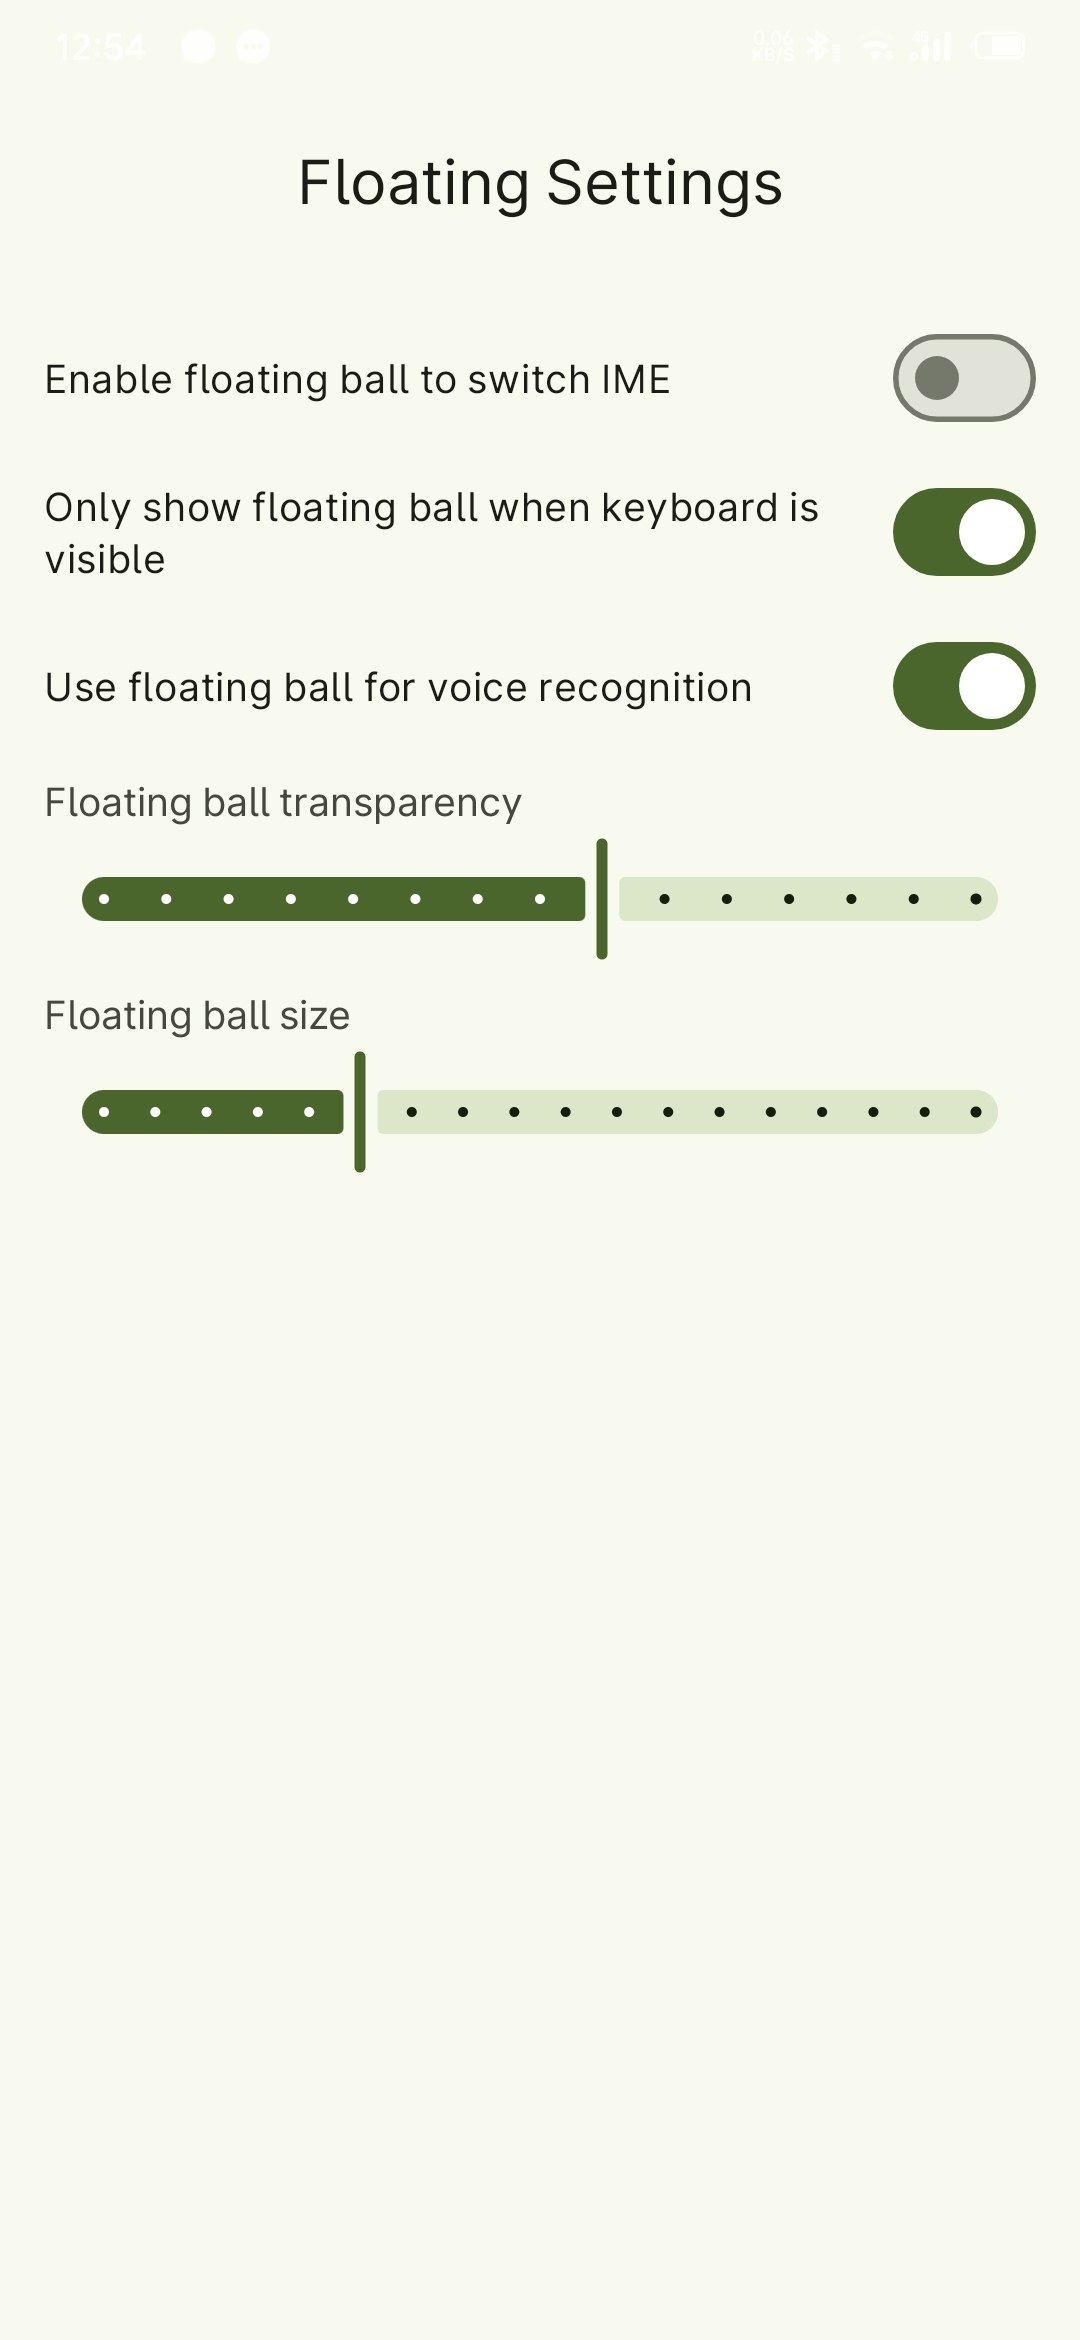 12:54
0.06
KB/S
4G
Floating Settings
Enable floating ball to switch IME
Only show floating ball when keyboard is
visible
Use floating ball for voice recognition
Floating ball transparency
Floating ball size